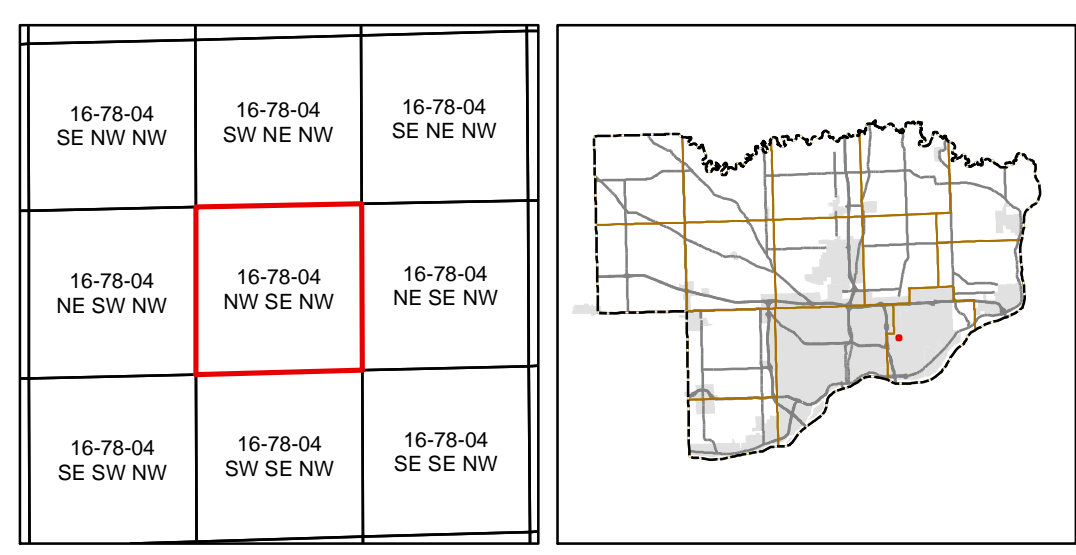 16-78-04
SE NW NW
16-78-04
SW NE NW
16-78-04
SE NE NW
16-78-04
NE SW NW
16-78-04
NW SE NW
16-78-04
NE SE NW
16-78-04
SE SW NW
16-78-04
SW SE NW
16-78-04
SE SE NW